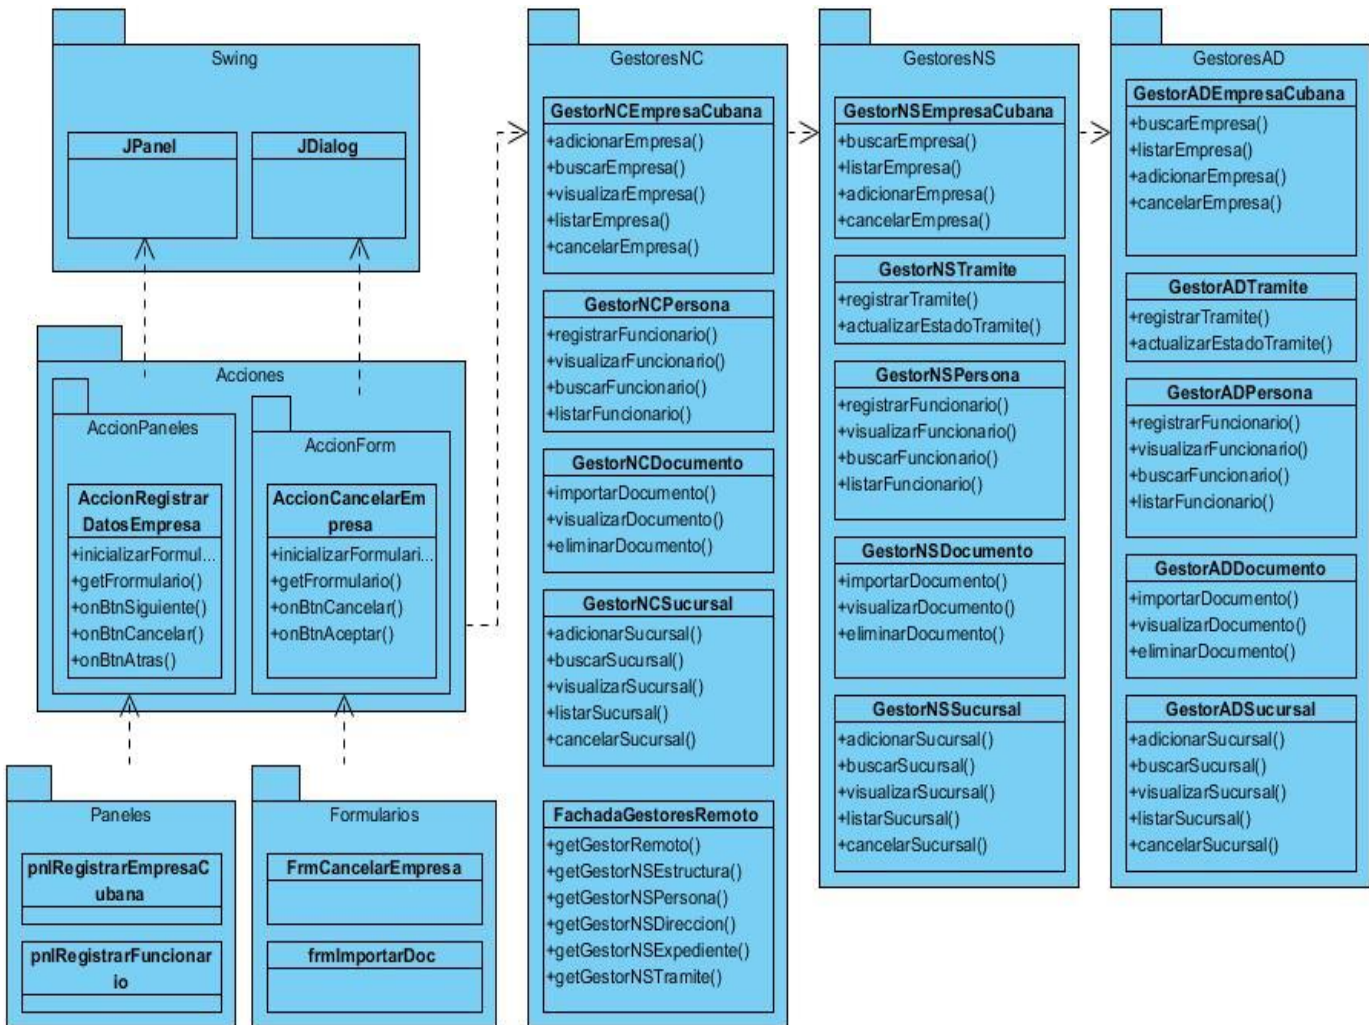 Swing
JPanel
JDialog
Acciones
AccionPaneles
AccionRegistrar
DatosEmpresa
+inicializarFormul...
+getFrormulario()
+onBtnSiguiente()
+onBtnCancelar()
+onBtnAtras()
AccionForm
AccionCancelarEm
presa
+inicializarFormulari...
+getFrormulario()
+onBtnCancelar()
+onBtnAceptar()
Paneles
pnlRegistrarEmpresaC
ubana
pnlRegistrarFuncionar
io
Formularios
FrmCancelarEmpresa
frmImportarDoc
GestoresNC
GestorNCEmpresaCubana
+adicionarEmpresa()
+buscarEmpresa()
+visualizarEmpresa()
+listarEmpresa()
+cancelarEmpresa()
GestorNCPersona
+registrarFuncionario()
+visualizarFuncionario()
+buscarFuncionario()
+listarFuncionario()
GestorNCDocumento
+importarDocumento()
+visualizarDocumento()
+eliminarDocumento()
GestorNCSucursal
+adicionarSucursal()
+buscarSucursal()
+visualizarSucursal()
+listarSucursal()
+cancelarSucursal()
FachadaGestoresRemoto
+getGestorRemoto()
+getGestorNSEstructura()
+getGestorNSPersona()
+getGestorNSDireccion()
+getGestorNSExpediente()
+getGestorNSTramite()
GestoresNS
GestorNSEmpresaCubana
+buscarEmpresa()
+listarEmpresa()
+adicionarEmpresa()
+cancelarEmpresa()
GestorNSTramite
+registrarTramite()
+actualizarEstadoTramite()
GestorNSPersona
+registrarFuncionario()
+visualizarFuncionario()
+buscarFuncionario()
+listarFuncionario()
GestorNSDocumento
+importarDocumento()
+visualizarDocumento()
+eliminarDocumento()
GestorNSSucursal
+adicionarSucursal()
+buscarSucursal()
+visualizarSucursal()
+listarSucursal()
+cancelarSucursal()
GestoresAD
GestorADEmpresaCubana
+buscarEmpresa()
+listarEmpresa()
+adicionarEmpresa()
+cancelarEmpresa()
GestorADTramite
+registrarTramite()
+actualizarEstadoTramite()
GestorADPersona
+registrarFuncionario()
+visualizarFuncionario()
+buscarFuncionario()
+listarFuncionario()
GestorADDocumento
+importarDocumento()
+visualizarDocumento()
+eliminarDocumento()
GestorADSucursal
+adicionarSucursal()
+buscarSucursal()
+visualizarSucursal()
+listarSucursal()
+cancelarSucursal()